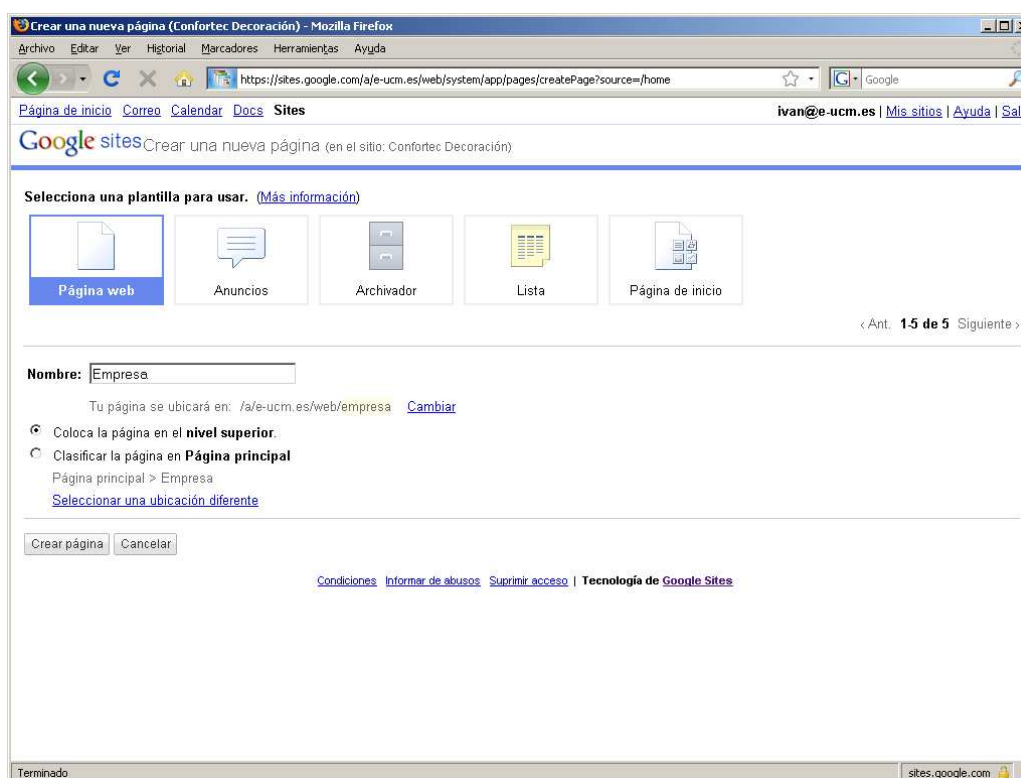 Crear una nueva página (Confortec Decoración) - Mozilla Firefox
Archivo Editar Ver Historial Marcadores Herramientas Ayuda
https://sites.google.com/a/e-ucm.es/web/system/app/pages/createPage?source=/home G Google
Página de inicio Correo Calendar Docs Sites ivan@e-ucm.es | Mis sitios | Ayuda | Sal
Google sites Crear una nueva página (en el sitio: Confortec Decoración)
Selecciona una plantilla para usar. (Más información)
Página web Anuncios Archivador Lista Página de inicio
‹ Ant. 1-5 de 5 Siguiente ›
Nombre: Empresa
Tu página se ubicará en: /a/e-ucm.es/web/empresa Cambiar
Coloca la página en el nivel superior.
Clasificar la página en Página principal
Página principal > Empresa
Seleccionar una ubicación diferente
Crear página Cancelar
Condiciones Informar de abusos Suprimir acceso | Tecnología de Google Sites
Terminado sites.google.com